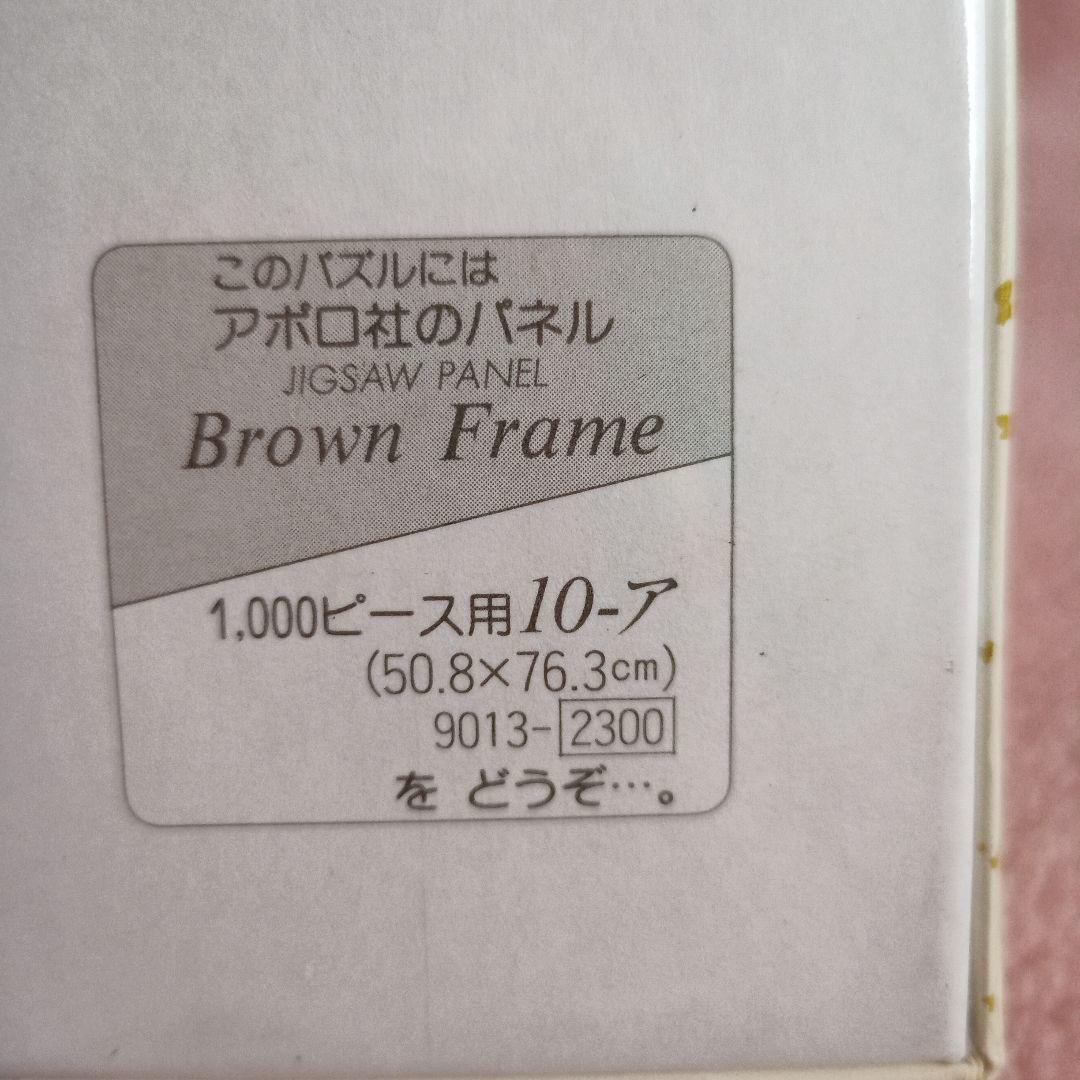 このパズルには
アポロ社のパネル
JIGSAW PANEL
Brown Frame
1,000ピース用10-ア
(50.8×76.3cm)
9013-2300
を どうぞ…。